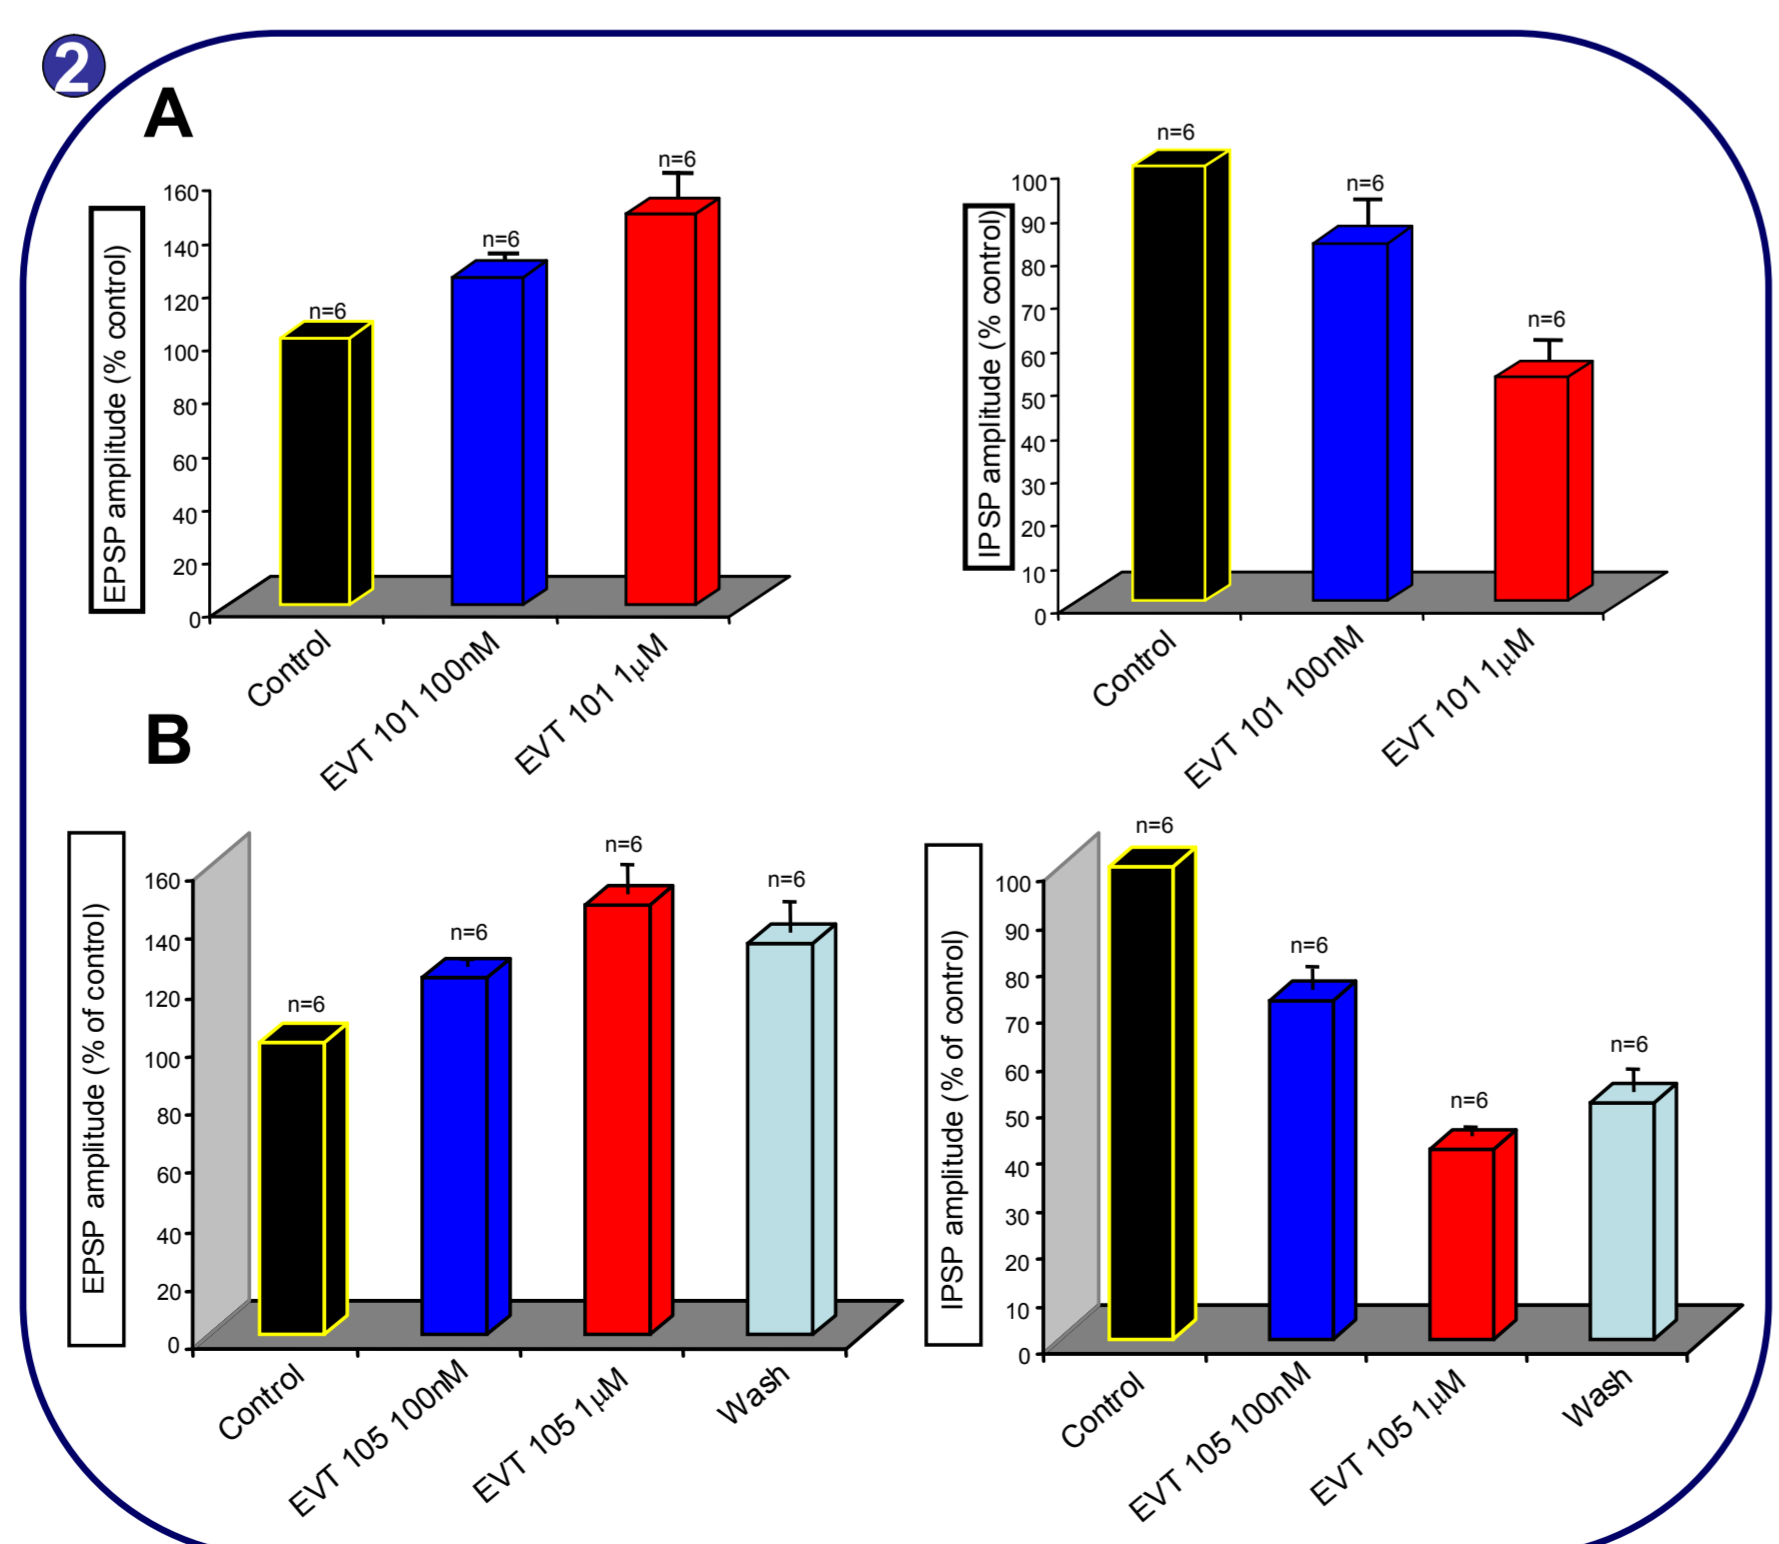 2
A
EPSP amplitude (% control)
160
140
120
100
80
60
40
20
0
n=6
n=6
n=6
Control
EVT 101 100nM
EVT 101 1μM
IPSP amplitude (% control)
100
90
80
70
60
50
40
30
20
10
0
n=6
n=6
n=6
Control
EVT 101 100nM
EVT 101 1μM
B
EPSP amplitude (% of control)
160
140
120
100
80
60
40
20
0
n=6
n=6
n=6
n=6
Control
EVT 105 100nM
EVT 105 1μM
Wash
IPSP amplitude (% of control)
100
90
80
70
60
50
40
30
20
10
0
n=6
n=6
n=6
n=6
Control
EVT 105 100nM
EVT 105 1μM
Wash